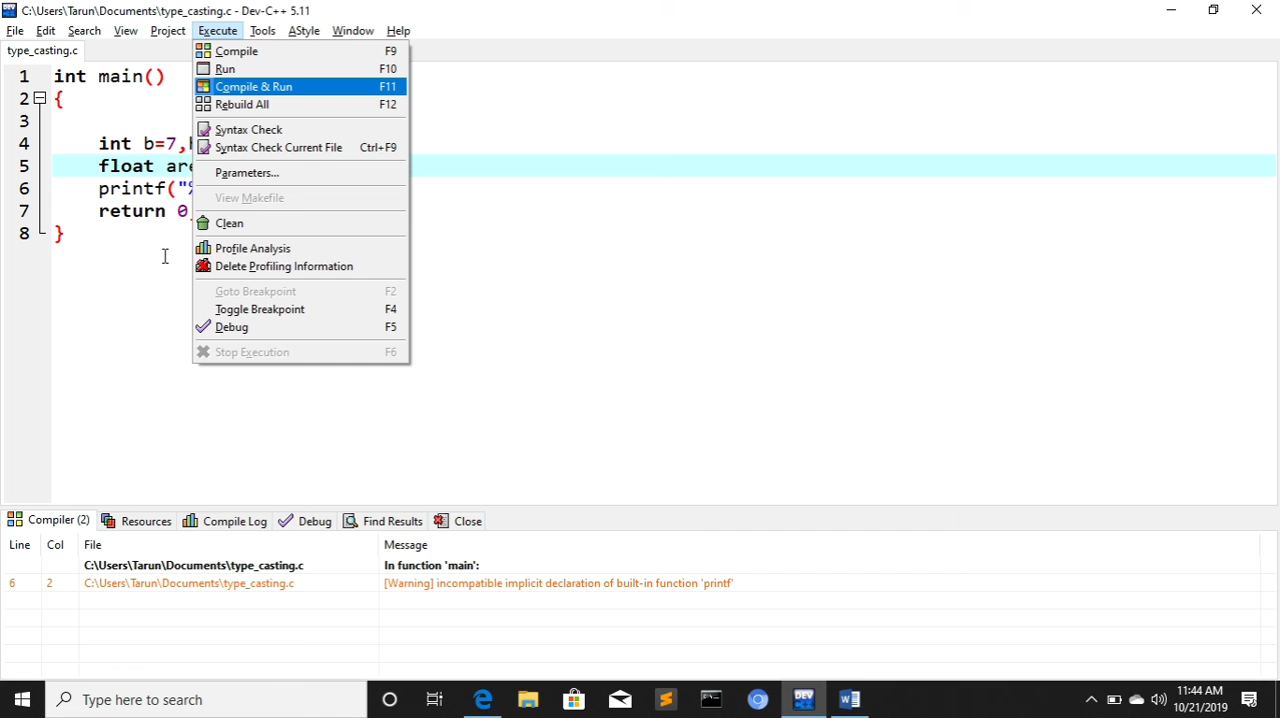 C:\Users\Tarun\Documents\type_casting.c - Dev-C++ 5.11
File Edit Search View Project Execute Tools AStyle Window Help
type_casting.c
1 int main()
2 {
3
4 int b=7,
5 float are
6 printf("%
7 return 0
8 }
Compile F9
Run F10
Compile & Run F11
Rebuild All F12
Syntax Check
Syntax Check Current File Ctrl+F9
Parameters...
View Makefile
Clean
Profile Analysis
Delete Profiling Information
Goto Breakpoint F2
Toggle Breakpoint F4
Debug F5
Stop Execution F6
Compiler (2) Resources Compile Log Debug Find Results Close
Line Col File Message
C:\Users\Tarun\Documents\type_casting.c In function 'main':
6 2 C:\Users\Tarun\Documents\type_casting.c [Warning] incompatible implicit declaration of built-in function 'printf'
Type here to search
DEV
11:44 AM
10/21/2019